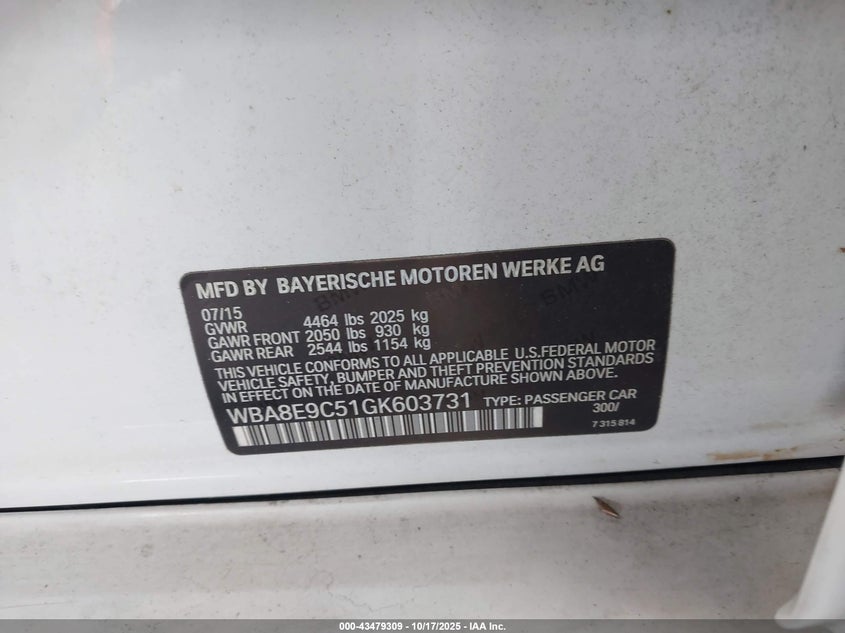 MFD BY BAYERISCHE MOTOREN WERKE AG
07/15
GVWR 4464 lbs 2025 kg
GAWR FRONT 2050 lbs 930 kg
GAWR REAR 2544 lbs 1154 kg
THIS VEHICLE CONFORMS TO ALL APPLICABLE U.S.FEDERAL MOTOR
VEHICLE SAFETY, BUMPER AND THEFT PREVENTION STANDARDS
IN EFFECT ON THE DATE OF MANUFACTURE SHOWN ABOVE.
WBA8E9C51GK603731 TYPE: PASSENGER CAR
300/
7 315 814
000-43479309 | 10/17/2025 - IAA Inc.